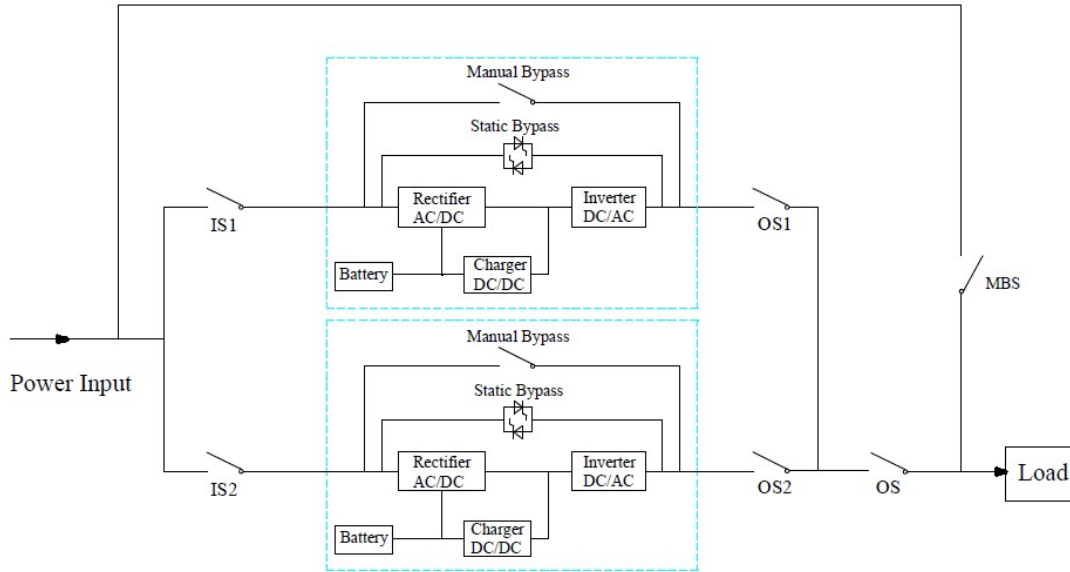 Manual Bypass
Static Bypass
Rectifier
AC/DC
Inverter
DC/AC
IS1
OS1
Battery
Charger
DC/DC
MBS
Power Input
Manual Bypass
Static Bypass
Rectifier
AC/DC
Inverter
DC/AC
IS2
OS2
OS
Load
Battery
Charger
DC/DC